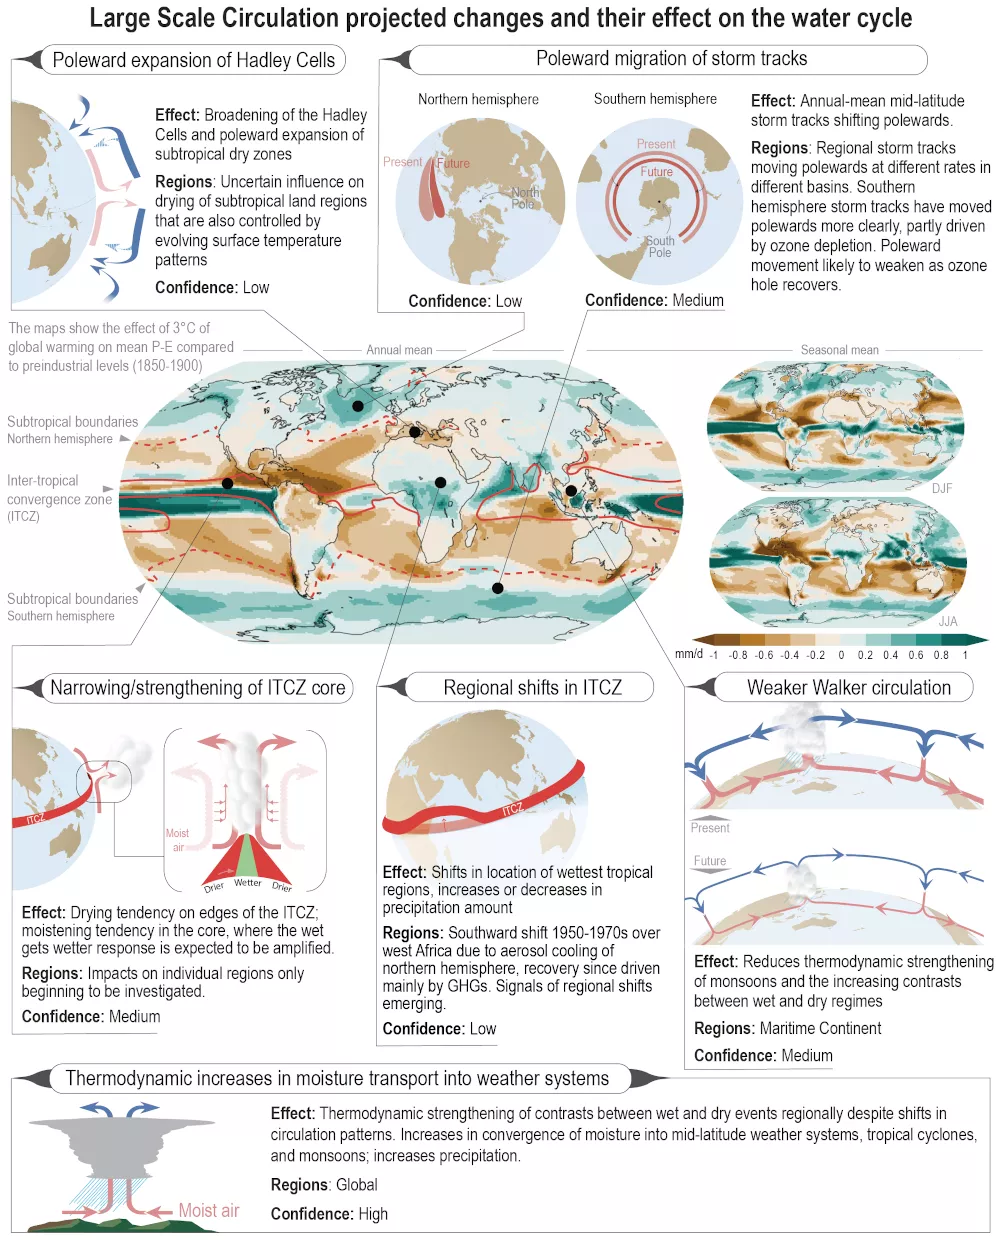 Large Scale Circulation projected changes and their effect on the water cycle
Poleward expansion of Hadley Cells
Effect: Broadening of the Hadley
Cells and poleward expansion of
subtropical dry zones
Regions: Uncertain influence on
drying of subtropical land regions
that are also controlled by
evolving surface temperature
patterns
Confidence: Low
Poleward migration of storm tracks
Northern hemisphere
Present
Future
North
Pole
Confidence: Low
Southern hemisphere
Present
Future
South
Pole
Confidence: Medium
Effect: Annual-mean mid-latitude
storm tracks shifting polewards.
Regions: Regional storm tracks
moving polewards at different rates in
different basins. Southern
hemisphere storm tracks have moved
polewards more clearly, partly driven
by ozone depletion. Poleward
movement likely to weaken as ozone
hole recovers.
The maps show the effect of 3°C of
global warming on mean P-E compared
to preindustrial levels (1850-1900)
Annual mean
Seasonal mean
Subtropical boundaries
Northern hemisphere
Inter-tropical
convergence zone
(ITCZ)
Subtropical boundaries
Southern hemisphere
DJF
JJA
mm/d -1 -0.8 -0.6 -0.4 -0.2 0 0.2 0.4 0.6 0.8 1
Narrowing/strengthening of ITCZ core
ITCZ
Moist
air
Drier Wetter Drier
Effect: Drying tendency on edges of the ITCZ;
moistening tendency in the core, where the wet
gets wetter response is expected to be amplified.
Regions: Impacts on individual regions only
beginning to be investigated.
Confidence: Medium
Regional shifts in ITCZ
ITCZ
Effect: Shifts in location of wettest tropical
regions, increases or decreases in
precipitation amount
Regions: Southward shift 1950-1970s over
west Africa due to aerosol cooling of
northern hemisphere, recovery since driven
mainly by GHGs. Signals of regional shifts
emerging.
Confidence: Low
Weaker Walker circulation
Present
Future
Effect: Reduces thermodynamic strengthening
of monsoons and the increasing contrasts
between wet and dry regimes
Regions: Maritime Continent
Confidence: Medium
Thermodynamic increases in moisture transport into weather systems
Moist air
Effect: Thermodynamic strengthening of contrasts between wet and dry events regionally despite shifts in
circulation patterns. Increases in convergence of moisture into mid-latitude weather systems, tropical cyclones,
and monsoons; increases precipitation.
Regions: Global
Confidence: High